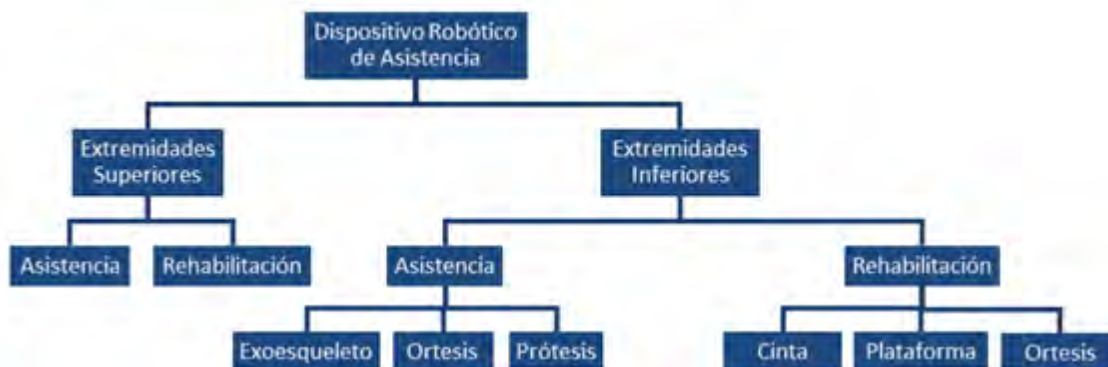 Dispositivo Robótico
de Asistencia
Extremidades
Superiores
Extremidades
Inferiores
Asistencia
Rehabilitación
Asistencia
Rehabilitación
Exoesqueleto
Ortesis
Prótesis
Cinta
Plataforma
Ortesis